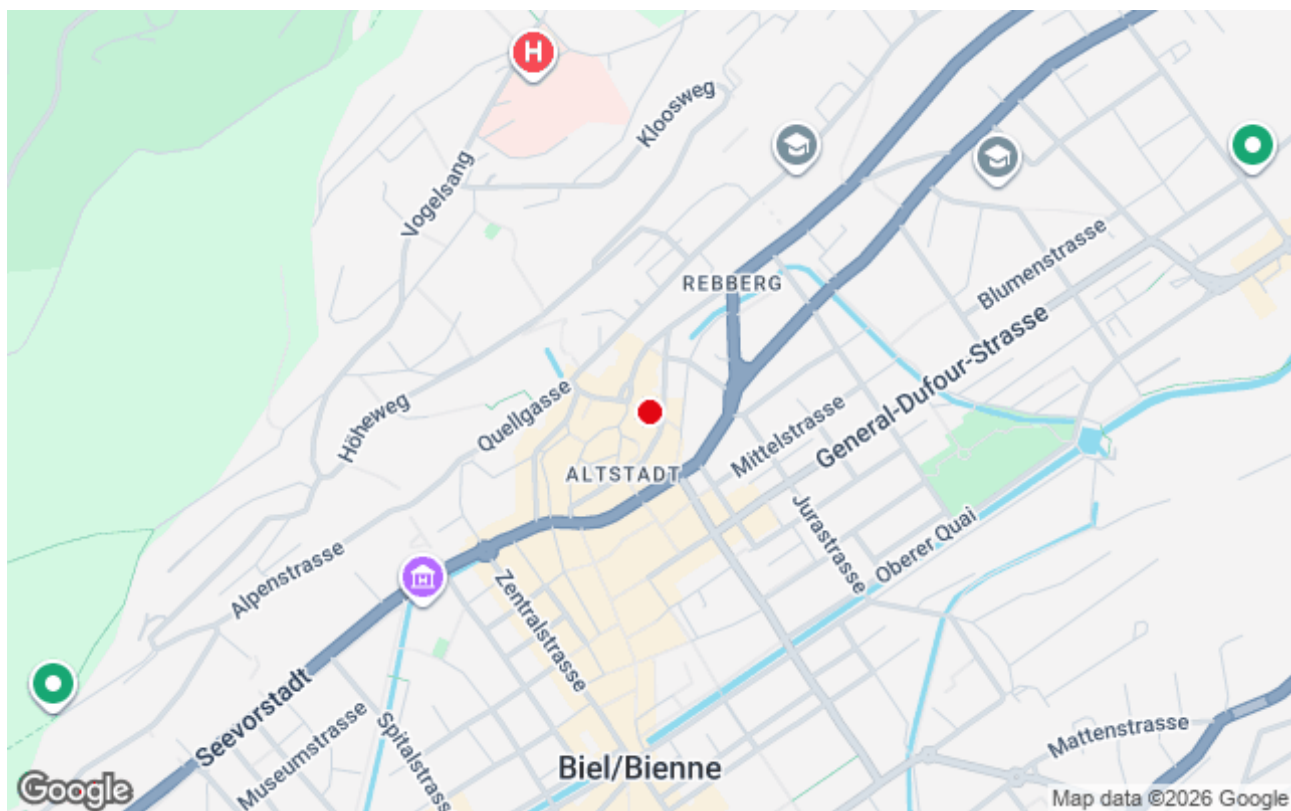 H
Kloosweg
Vogelsang
REBBERG
Blumenstrasse
General-Dufour-Strasse
Höheweg
Quellgasse
Mittelstrasse
ALTSTADT
Jurastrasse
Oberer Quai
Alpenstrasse
Zentralstrasse
Seevorstadt
Museumstrasse
Spitalstrasse
Mattenstrasse
Biel/Bienne
Google
Map data ©2026 Google